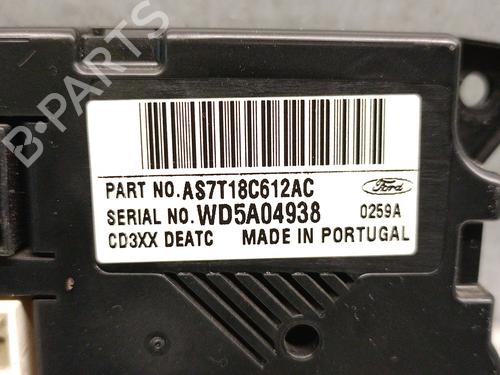 B-PARTS
PART NO. AS7T18C612AC
Ford
SERIAL NO. WD5A04938 0259A
CD3XX DEATC MADE IN PORTUGAL